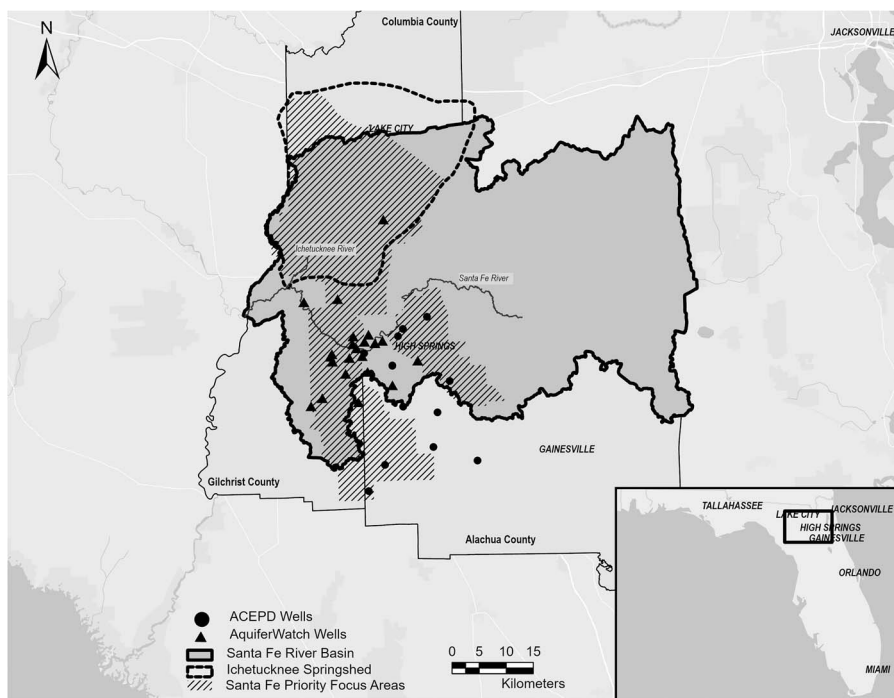 N
Columbia County
JACKSONVILLE
LAKE CITY
Ichetucknee River
Santa Fe River
HIGH SPRINGS
GAINESVILLE
Gilchrist County
Alachua County
TALLAHASSEE
LAKE CITY
JACKSONVILLE
HIGH SPRINGS
GAINESVILLE
ORLANDO
MIAMI
ACEPD Wells
AquiferWatch Wells
Santa Fe River Basin
Ichetucknee Springshed
Santa Fe Priority Focus Areas
0 5 10 15
Kilometers